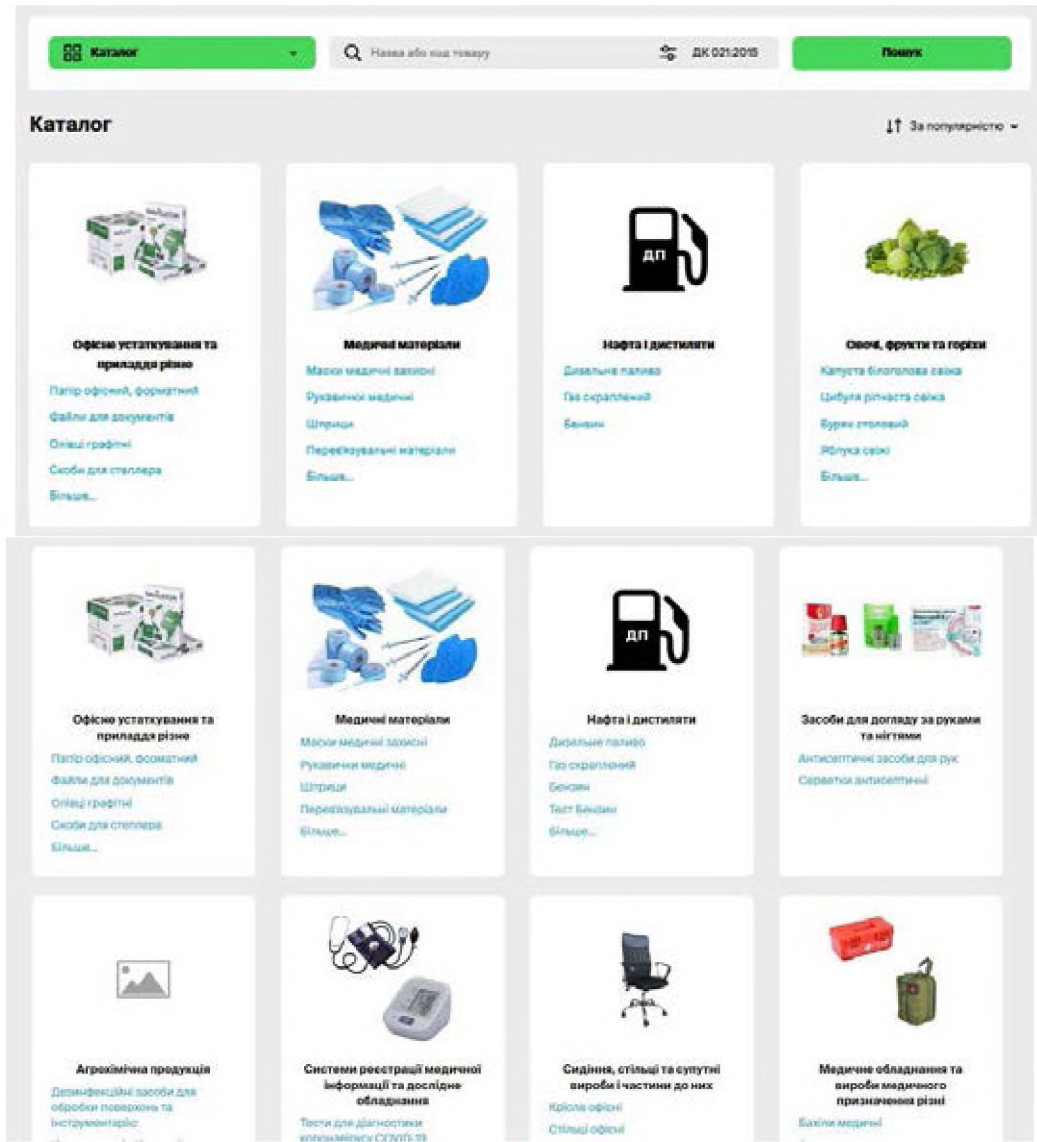 Каталог
Назва або код товару
ДК 021:2015
Пошук
Каталог
За популярністю
ДП
Офісне устаткування та
приладдя різне
Папір офісний, форматний
Файли для документів
Олівці графітні
Скоби для степлера
Більше...
Медичні матеріали
Маски медичні захисні
Рукавички медичні
Шприци
Перев'язувальні матеріали
Більше...
Нафта і дистиляти
Дизельне паливо
Газ скраплений
Бензин
Овочі, фрукти та горіхи
Капуста білоголова свіжа
Цибуля ріпчаста свіжа
Буряк столовий
Яблука свіжі
Більше...
ДП
Офісне устаткування та
приладдя різне
Папір офісний, форматний
Файли для документів
Олівці графітні
Скоби для степлера
Більше...
Медичні матеріали
Маски медичні захисні
Рукавички медичні
Шприци
Перев'язувальні матеріали
Більше...
Нафта і дистиляти
Дизельне паливо
Газ скраплений
Бензин
Тест Бензин
Більше...
Засоби для догляду за руками
та нігтями
Антисептичні засоби для рук
Серветки антисептичні
Агрохімічна продукція
Дезинфекційні засоби для
обробки поверхонь та
інструментарію
Системи реєстрації медичної
інформації та дослідне
обладнання
Тести для діагностики
коронавірусу COVID-19
Сидіння, стільці та супутні
вироби і частини до них
Крісла офісні
Стільці офісні
Медичне обладнання та
вироби медичного
призначення різні
Бахіли медичні